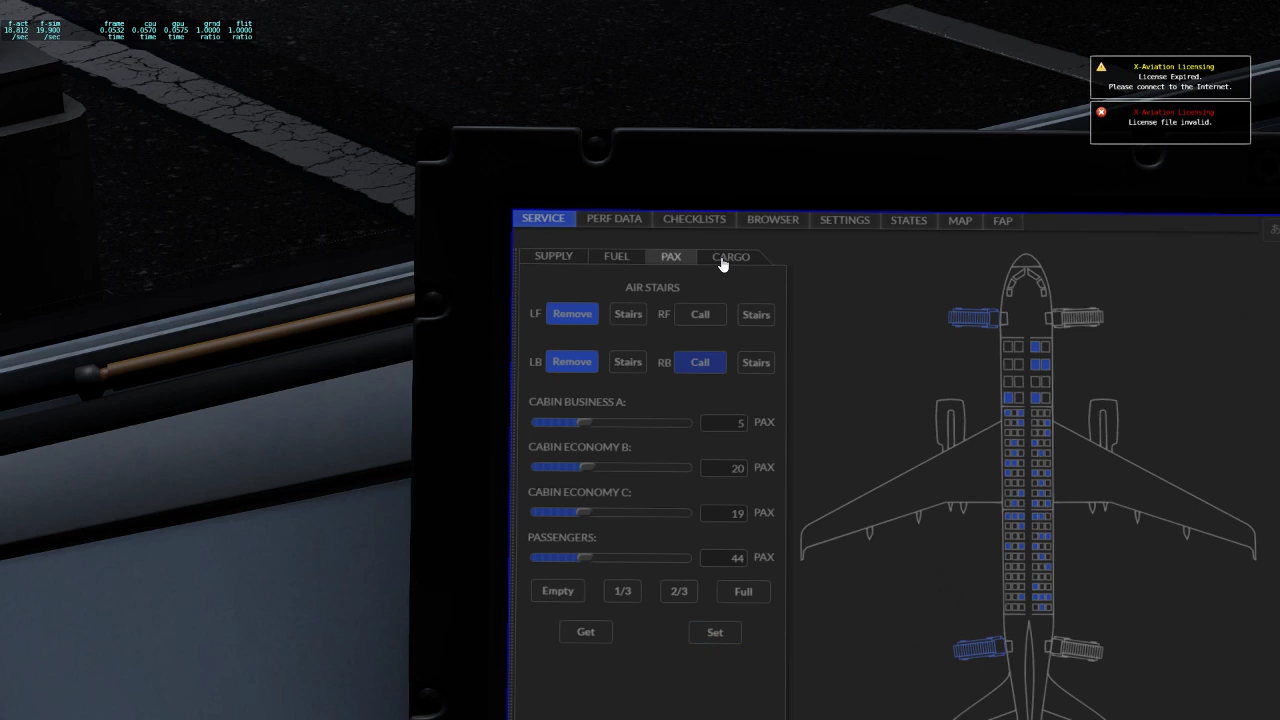 f-act f-sim frame cpu gpu grnd flit
18.812 19.900 0.0532 0.0570 0.0575 1.0000 1.0000
/sec /sec time time time ratio ratio
X-Aviation Licensing
License Expired.
Please connect to the Internet.
X-Aviation Licensing
License file invalid.
SERVICE PERF DATA CHECKLISTS BROWSER SETTINGS STATES MAP FAP
SUPPLY FUEL PAX CARGO
AIR STAIRS
LF Remove Stairs RF Call Stairs
LB Remove Stairs RB Call Stairs
CABIN BUSINESS A:
5 PAX
CABIN ECONOMY B:
20 PAX
CABIN ECONOMY C:
19 PAX
PASSENGERS:
44 PAX
Empty 1/3 2/3 Full
Get Set